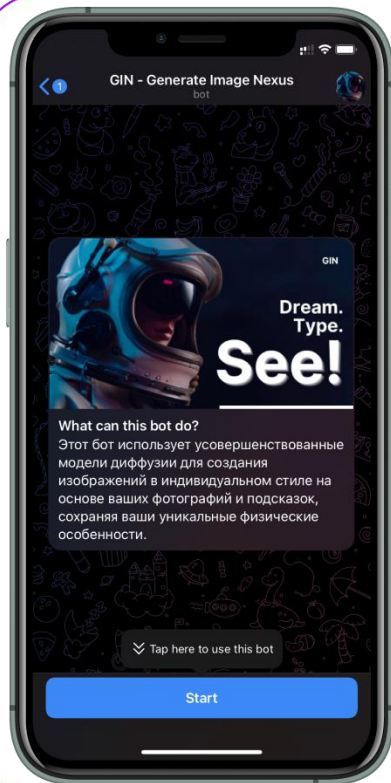 1
GIN - Generate Image Nexus
bot
GIN
Dream.
Type.
See!
What can this bot do?
Этот бот использует усовершенствованные
модели диффузии для создания
изображений в индивидуальном стиле на
основе ваших фотографий и подсказок,
сохраняя ваши уникальные физические
особенности.
Tap here to use this bot
Start